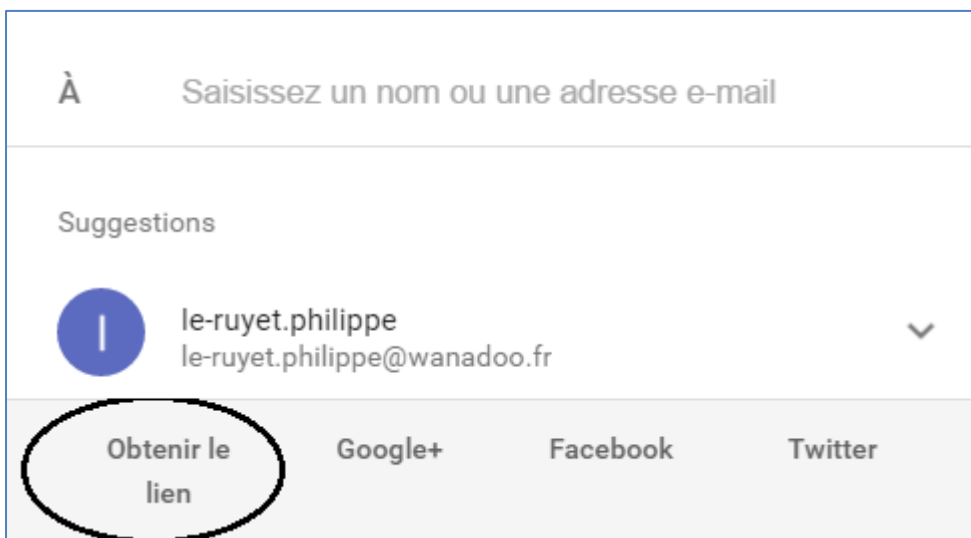 À Saisissez un nom ou une adresse e-mail
Suggestions
l
le-ruyet.philippe
le-ruyet.philippe@wanadoo.fr
Obtenir le lien Google+ Facebook Twitter